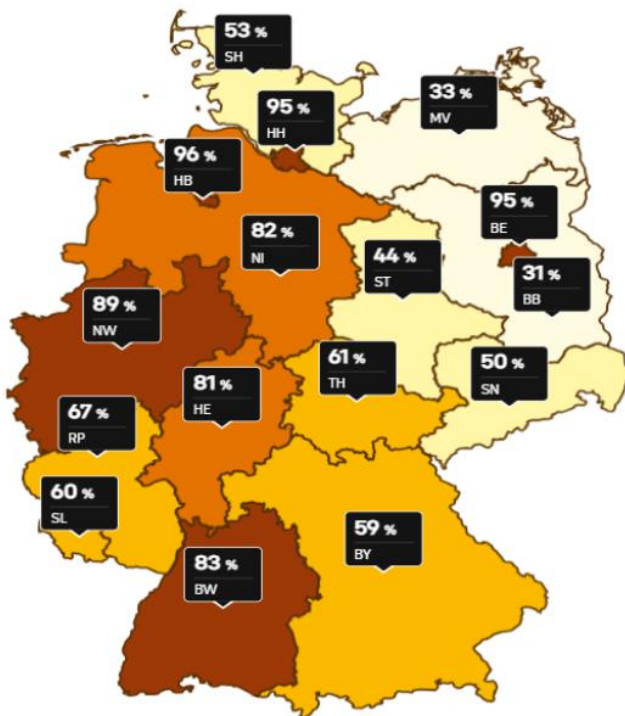 53 %
SH
33 %
MV
95 %
HH
96 %
HB
95 %
BE
82 %
NI
44 %
ST
31 %
BB
89 %
NW
61 %
TH
50 %
SN
81 %
HE
67 %
RP
60 %
SL
59 %
BY
83 %
BW